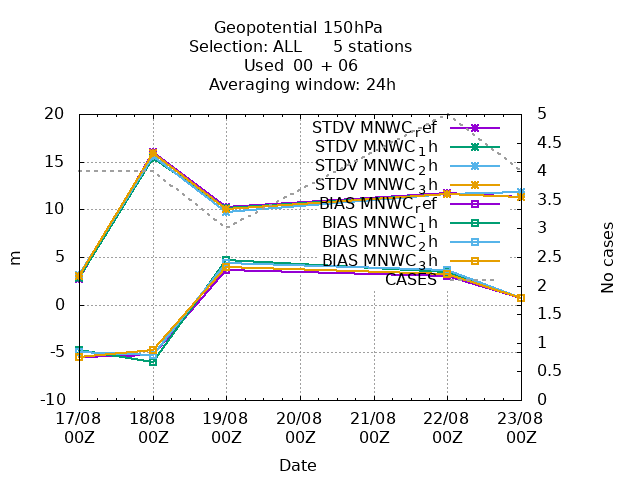 Geopotential 150hPa
Selection: ALL 5 stations
Used 00 + 06
Averaging window: 24h
STDV MNWC_ref
STDV MNWC_1h
STDV MNWC_2h
STDV MNWC_3h
BIAS MNWC_ref
BIAS MNWC_1h
BIAS MNWC_2h
BIAS MNWC_3h
CASES
20
15
10
5
0
-5
-10
m
5
4.5
4
3.5
3
2.5
2
1.5
1
0.5
0
No cases
17/08 18/08 19/08 20/08 21/08 22/08 23/08
00Z 00Z 00Z 00Z 00Z 00Z 00Z
Date